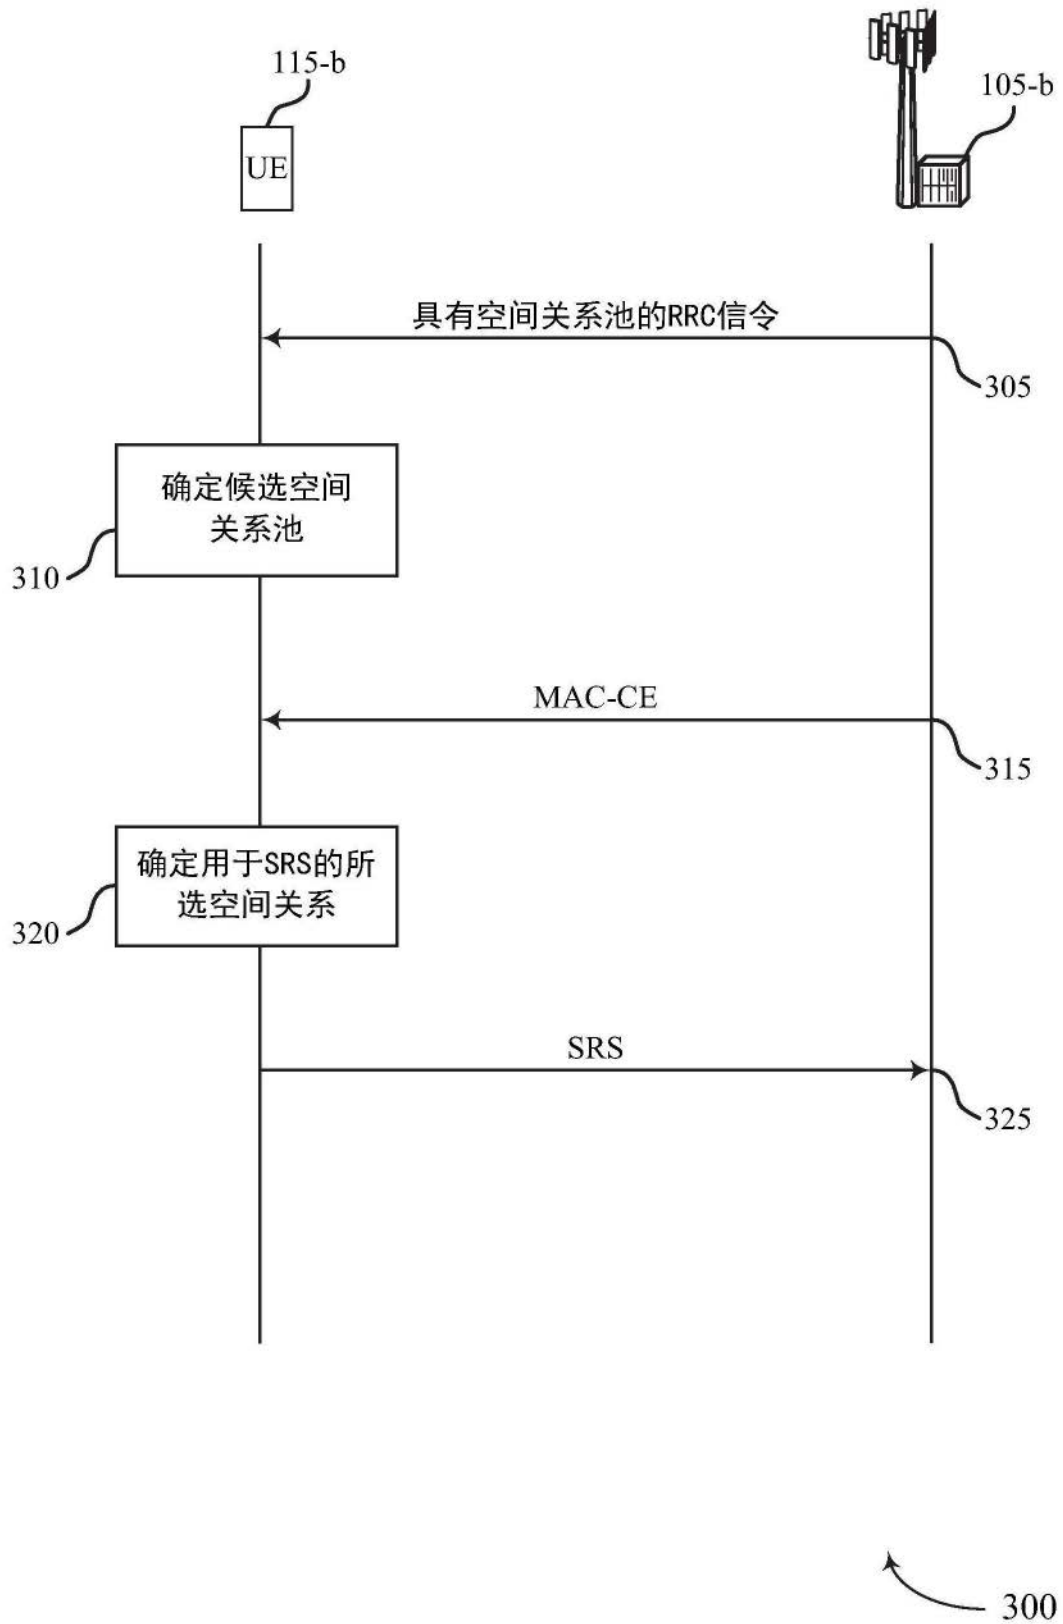 115-b
105-b
UE
具有空间关系池的RRC信令
305
确定候选空间
关系池
310
MAC-CE
315
确定用于SRS的所
选空间关系
320
SRS
325
300